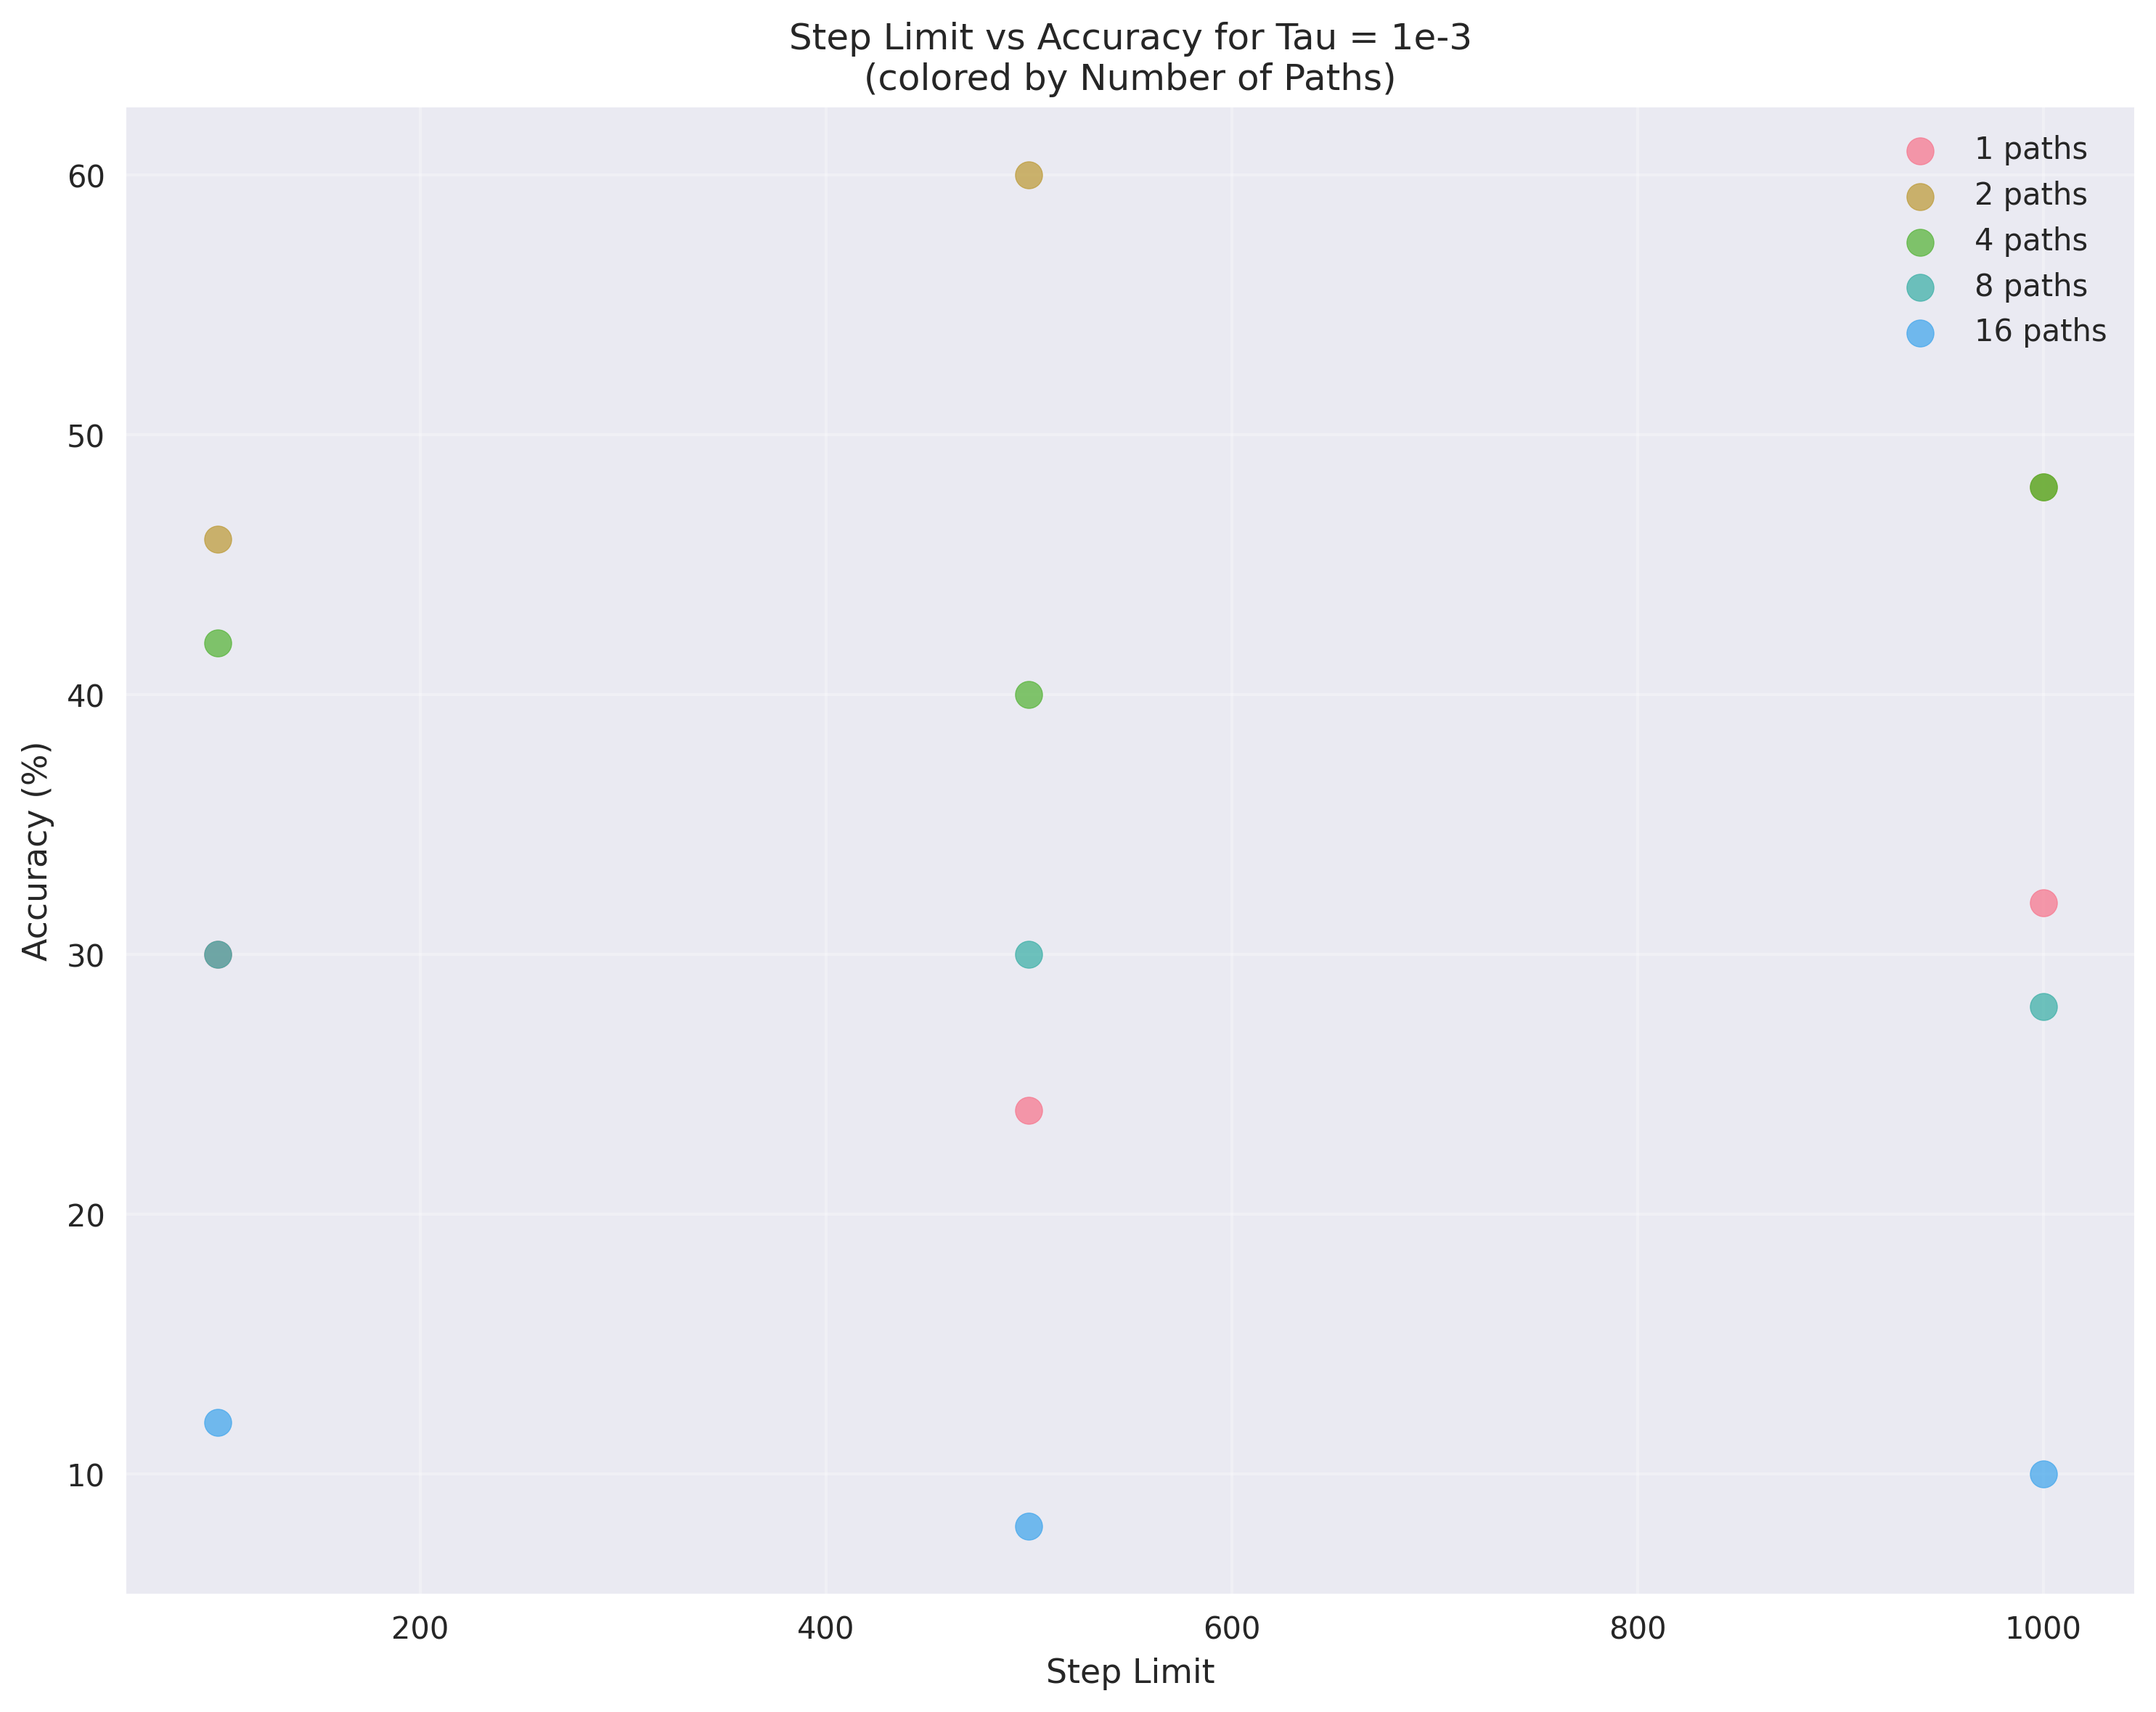 Step Limit vs Accuracy for Tau = 1e-3
(colored by Number of Paths)
1 paths
2 paths
4 paths
8 paths
16 paths
Accuracy (%)
60
50
40
30
20
10
200 400 600 800 1000
Step Limit